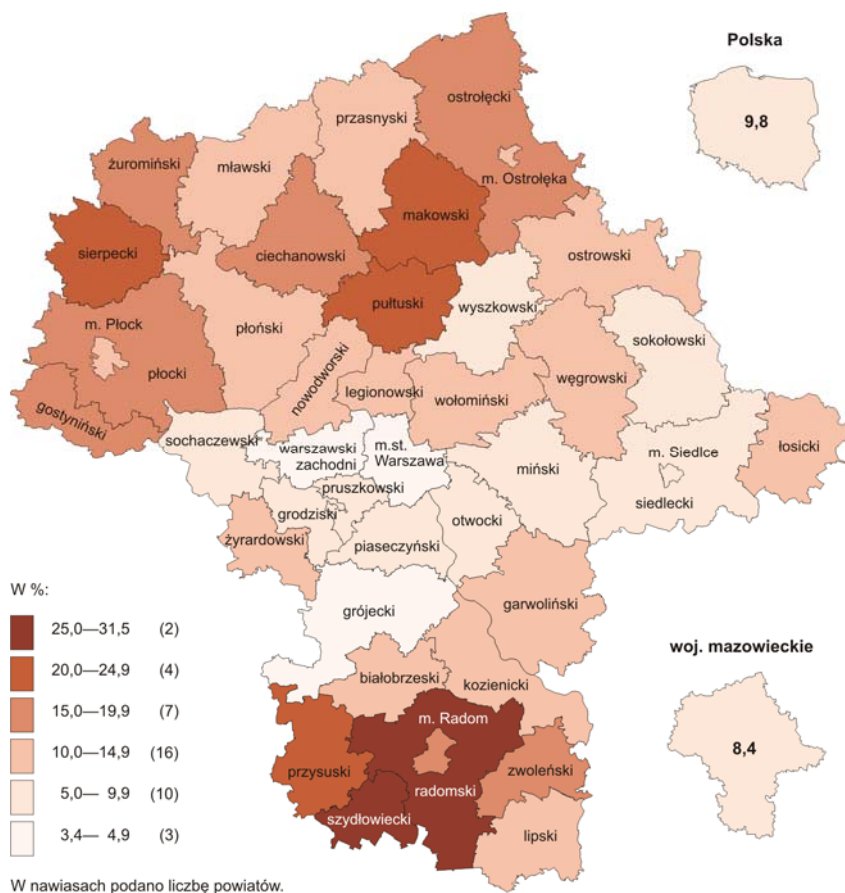 Polska
9,8
ostrołęcki
przasnyski
żuromiński
mławski
m. Ostrołęka
makowski
sierpecki
ciechanowski
ostrowski
pułtuski
wyszkowski
m. Płock
płoński
sokołowski
płocki
nowodworski
legionowski
wołomiński
węgrowski
gostyniński
sochaczewski
warszawski
zachodni
m.st.
Warszawa
m. Siedlce
łosicki
miński
pruszkowski
siedlecki
grodziski
otwocki
żyrardowski
piaseczyński
W %:
grójecki
garwoliński
25,0—31,5 (2)
woj. mazowieckie
20,0—24,9 (4)
białobrzeski
kozienicki
15,0—19,9 (7)
m. Radom
10,0—14,9 (16)
8,4
przysuski
zwoleński
radomski
5,0— 9,9 (10)
szydłowiecki
3,4— 4,9 (3)
lipski
W nawiasach podano liczbę powiatów.